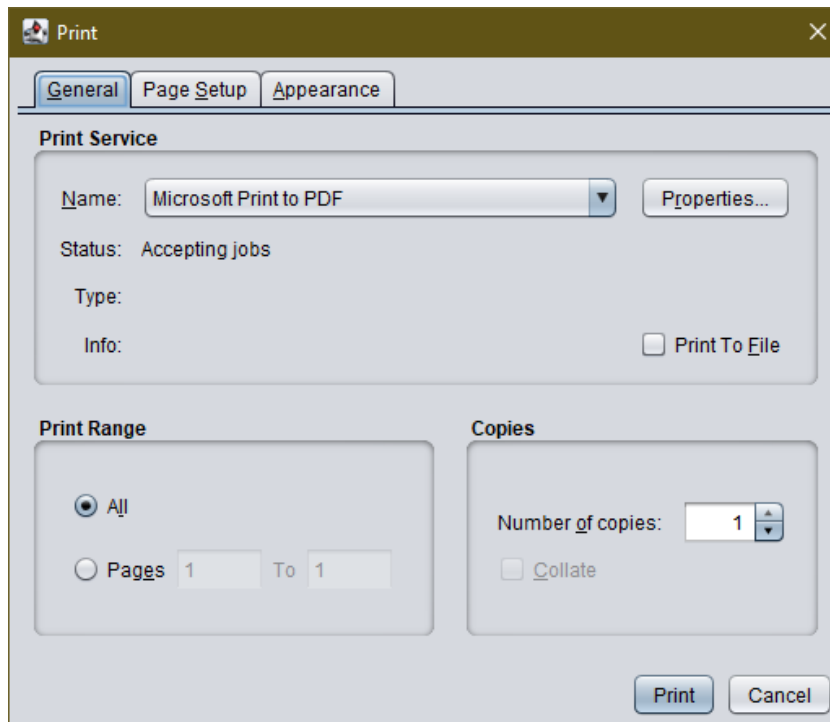 Print
General Page Setup Appearance
Print Service
Name: Microsoft Print to PDF Properties...
Status: Accepting jobs
Type:
Info: Print To File
Print Range Copies
All
Number of copies: 1
Pages 1 To 1 Collate
Print Cancel